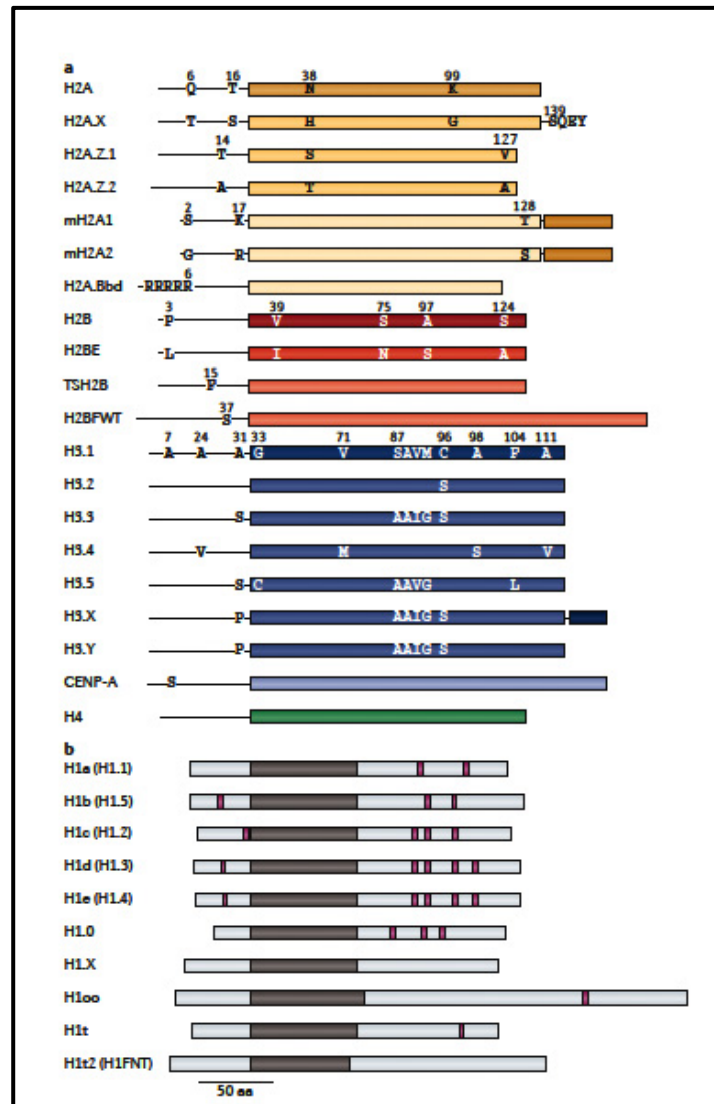 a
6 16 38 99
H2A Q T N K
139
H2A.X T S H G SQEY
14 127
H2A.Z.1 T S V
H2A.Z.2 A T A
2 17 128
mH2A1 S K T
mH2A2 G R S
6
H2A.Bbd RRRRR
3 39 75 97 124
H2B P V S A S
H2BE L I N S A
15
TSH2B F
37
H2BFWT S
7 24 31 33 71 87 96 98 104 111
H3.1 A A A G V SAVM C A F A
H3.2 S
H3.3 S AAIG S
H3.4 V M S V
H3.5 S C AAVG L
H3.X P AAIG S
H3.Y P AAIG S
CENP-A S
H4
b
H1a (H1.1)
H1b (H1.5)
H1c (H1.2)
H1d (H1.3)
H1e (H1.4)
H1.0
H1.X
H1oo
H1t
H1t2 (H1FNT)
50 aa